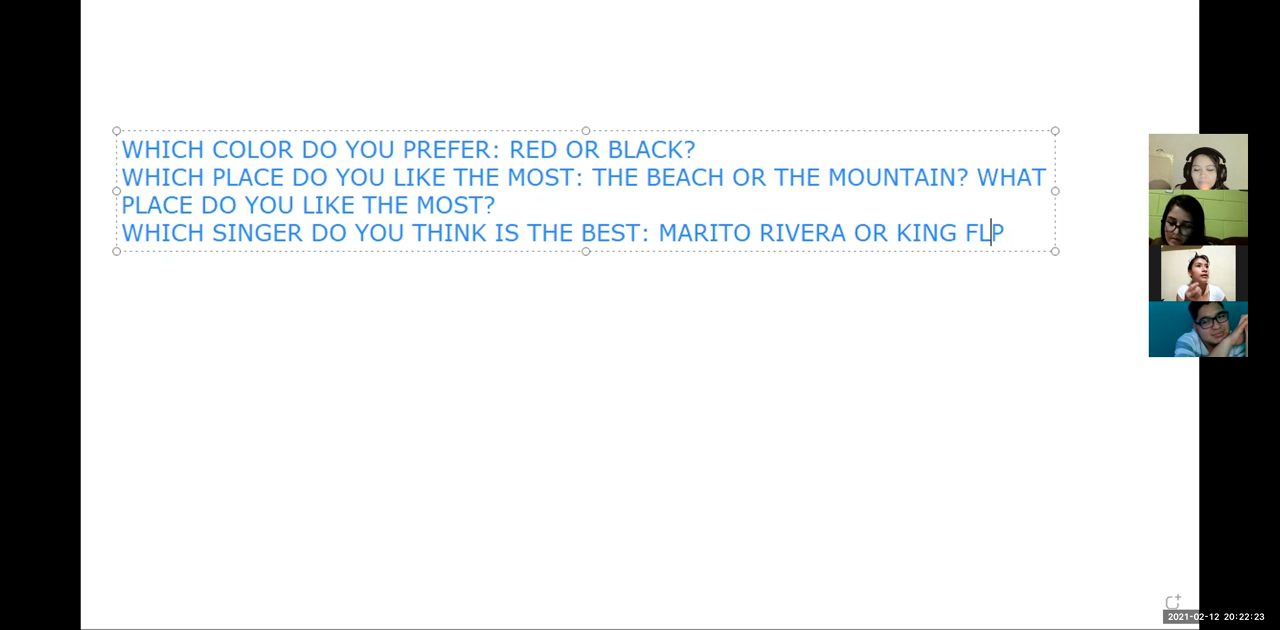 WHICH COLOR DO YOU PREFER: RED OR BLACK?
WHICH PLACE DO YOU LIKE THE MOST: THE BEACH OR THE MOUNTAIN? WHAT
PLACE DO YOU LIKE THE MOST?
WHICH SINGER DO YOU THINK IS THE BEST: MARITO RIVERA OR KING FLP
2021-02-12 20:22:23